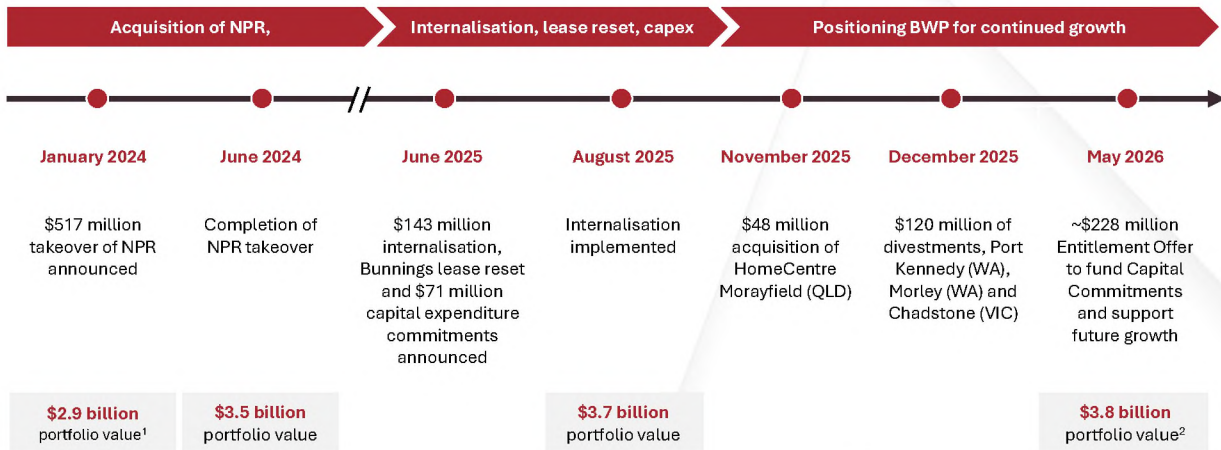 Acquisition of NPR,
Internalisation, lease reset, capex
Positioning BWP for continued growth
January 2024
$517 million
takeover of NPR
announced
$2.9 billion
portfolio value¹
June 2024
Completion of
NPR takeover
$3.5 billion
portfolio value
June 2025
$143 million
internalisation,
Bunnings lease reset
and $71 million
capital expenditure
commitments
announced
August 2025
Internalisation
implemented
$3.7 billion
portfolio value
November 2025
$48 million
acquisition of
HomeCentre
Morayfield (QLD)
December 2025
$120 million of
divestments, Port
Kennedy (WA),
Morley (WA) and
Chadstone (VIC)
May 2026
~$228 million
Entitlement Offer
to fund Capital
Commitments
and support
future growth
$3.8 billion
portfolio value²